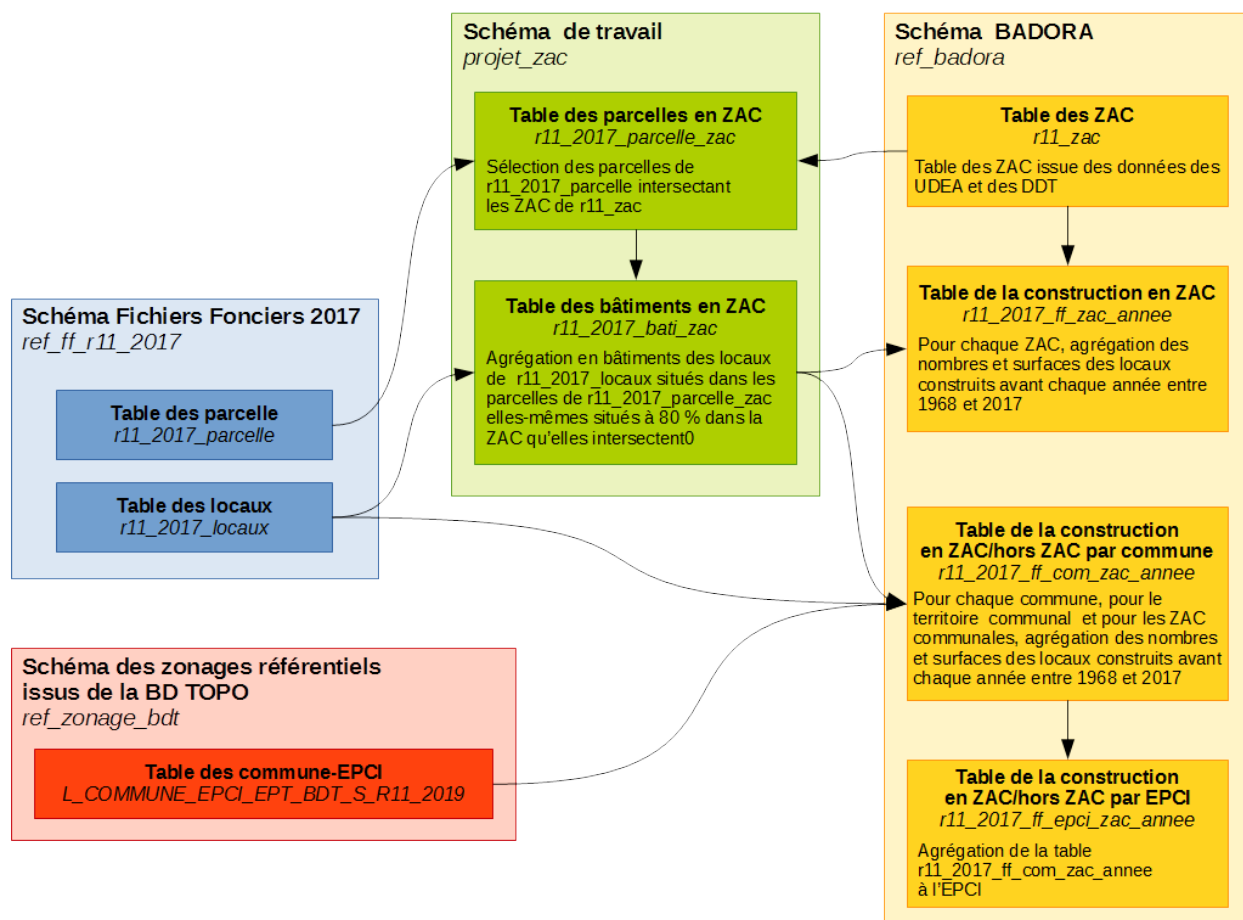 Schéma  de travail
projet_zac
Table des parcelles en ZAC
r11_2017_parcelle_zac
Sélection des parcelles de
r11_2017_parcelle intersectant
les ZAC de r11_zac
Table des bâtiments en ZAC
r11_2017_bati_zac
Agrégation en bâtiments des locaux
de  r11_2017_locaux situés dans les
parcelles de r11_2017_parcelle_zac
elles-mêmes situés à 80 % dans la
ZAC qu'elles intersectent0
Schéma  BADORA
ref_badora
Table des ZAC
r11_zac
Table des ZAC issue des données des
UDEA et des DDT
Table de la construction en ZAC
r11_2017_ff_zac_annee
Pour chaque ZAC, agrégation des
nombres et surfaces des locaux
construits avant chaque année entre
1968 et 2017
Table de la construction
en ZAC/hors ZAC par commune
r11_2017_ff_com_zac_annee
Pour chaque commune, pour le
territoire  communal  et pour les ZAC
communales, agrégation des nombres
et surfaces des locaux construits avant
chaque année entre 1968 et 2017
Table de la construction
en ZAC/hors ZAC par EPCI
r11_2017_ff_epci_zac_annee
Agrégation de la table
r11_2017_ff_com_zac_annee
à l'EPCI
Schéma Fichiers Fonciers 2017
ref_ff_r11_2017
Table des parcelle
r11_2017_parcelle
Table des locaux
r11_2017_locaux
Schéma des zonages référentiels
issus de la BD TOPO
ref_zonage_bdt
Table des commune-EPCI
L_COMMUNE_EPCI_EPT_BDT_S_R11_2019